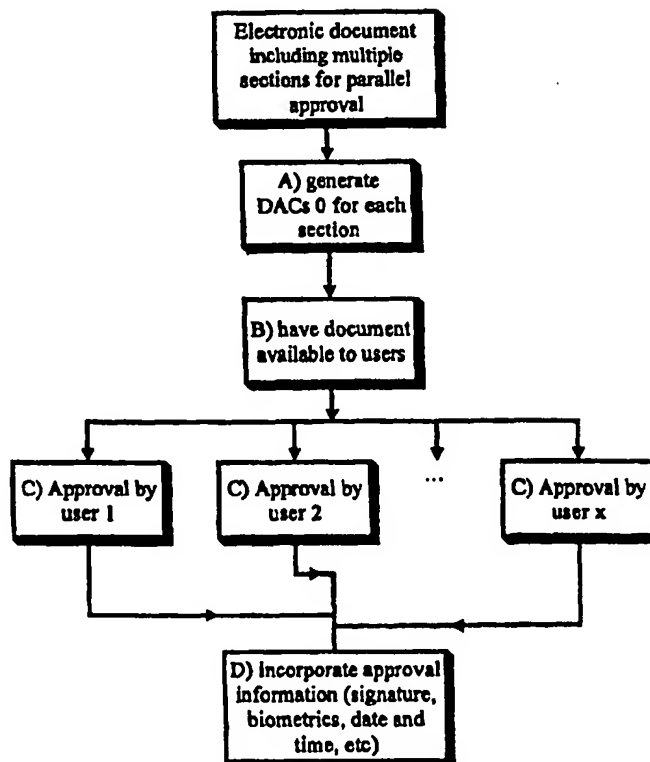 Electronic document
including multiple
sections for parallel
approval
A) generate
DACs 0 for each
section
B) have document
available to users
C) Approval by
user 1
C) Approval by
user 2
...
C) Approval by
user x
D) Incorporate approval
information (signature,
biometrics, date and
time, etc)